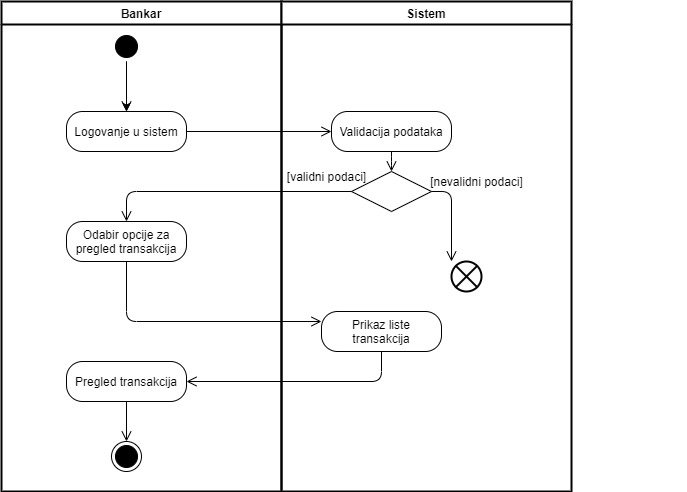 Bankar
Sistem
Logovanje u sistem
Validacija podataka
[validni podaci]
[nevalidni podaci]
Odabir opcije za
pregled transakcija
Prikaz liste
transakcija
Pregled transakcija